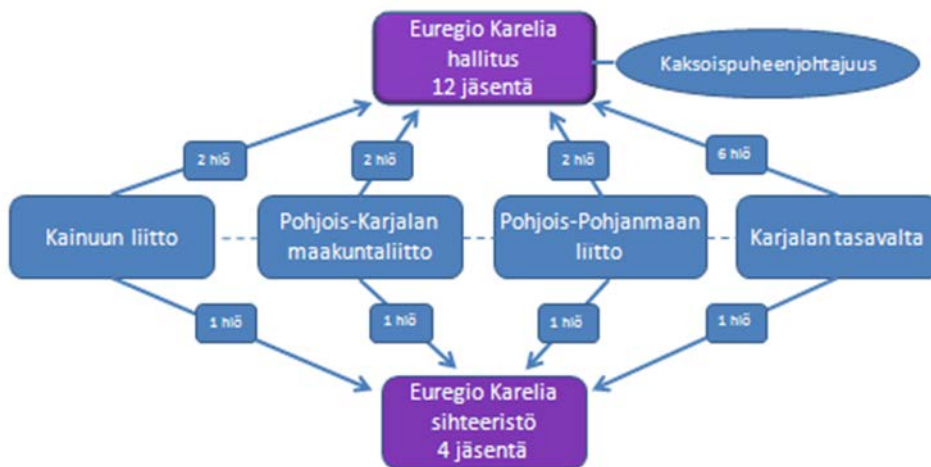 Euregio Karelia
hallitus
12 jäsentä
Kaksoispuheenjohtajuus
2 hlö
2 hlö
2 hlö
6 hlö
Kainuun liitto
Pohjois-Karjalan
maakuntaliitto
Pohjois-Pohjanmaan
liitto
Karjalan tasavalta
1 hlö
1 hlö
1 hlö
1 hlö
Euregio Karelia
sihteeristö
4 jäsentä